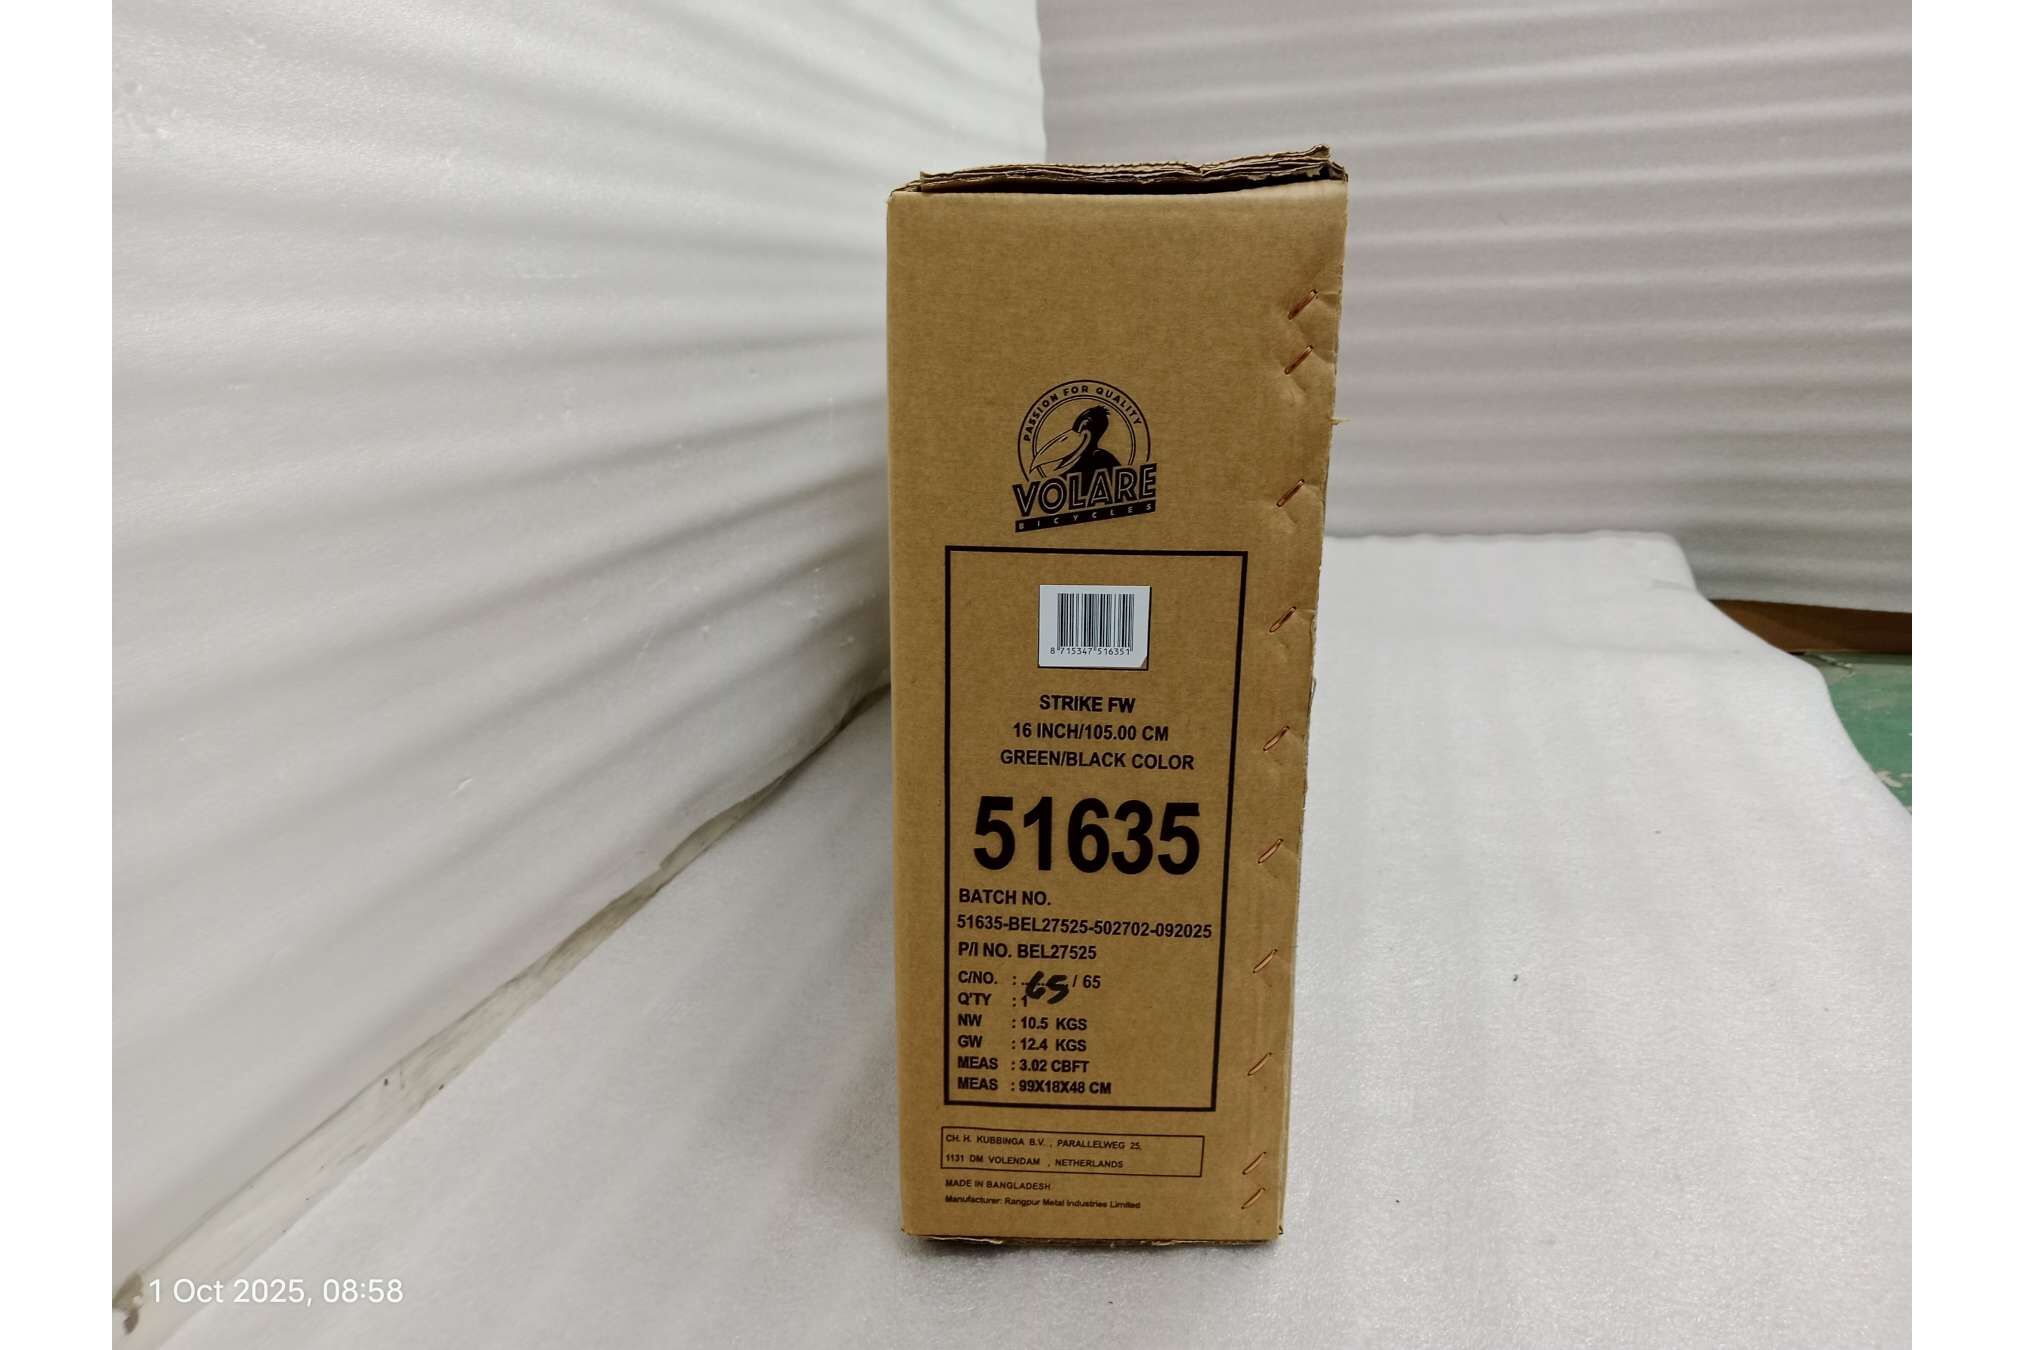 PASSION FOR QUALITY
VOLARE
BICYCLES
8 715347 516351
STRIKE FW
16 INCH/105.00 CM
GREEN/BLACK COLOR
51635
BATCH NO.
51635-BEL27525-502702-092025
P/I NO. BEL27525
C/NO. : 65 / 65
Q'TY : 1
NW : 10.5 KGS
GW : 12.4 KGS
MEAS : 3.02 CBFT
MEAS : 99X18X48 CM
CH. H. KUBBINGA B.V. , PARALLELWEG 25,
1131 DM VOLENDAM , NETHERLANDS
MADE IN BANGLADESH
Manufacturer: Rangpur Metal Industries Limited
1 Oct 2025, 08:58